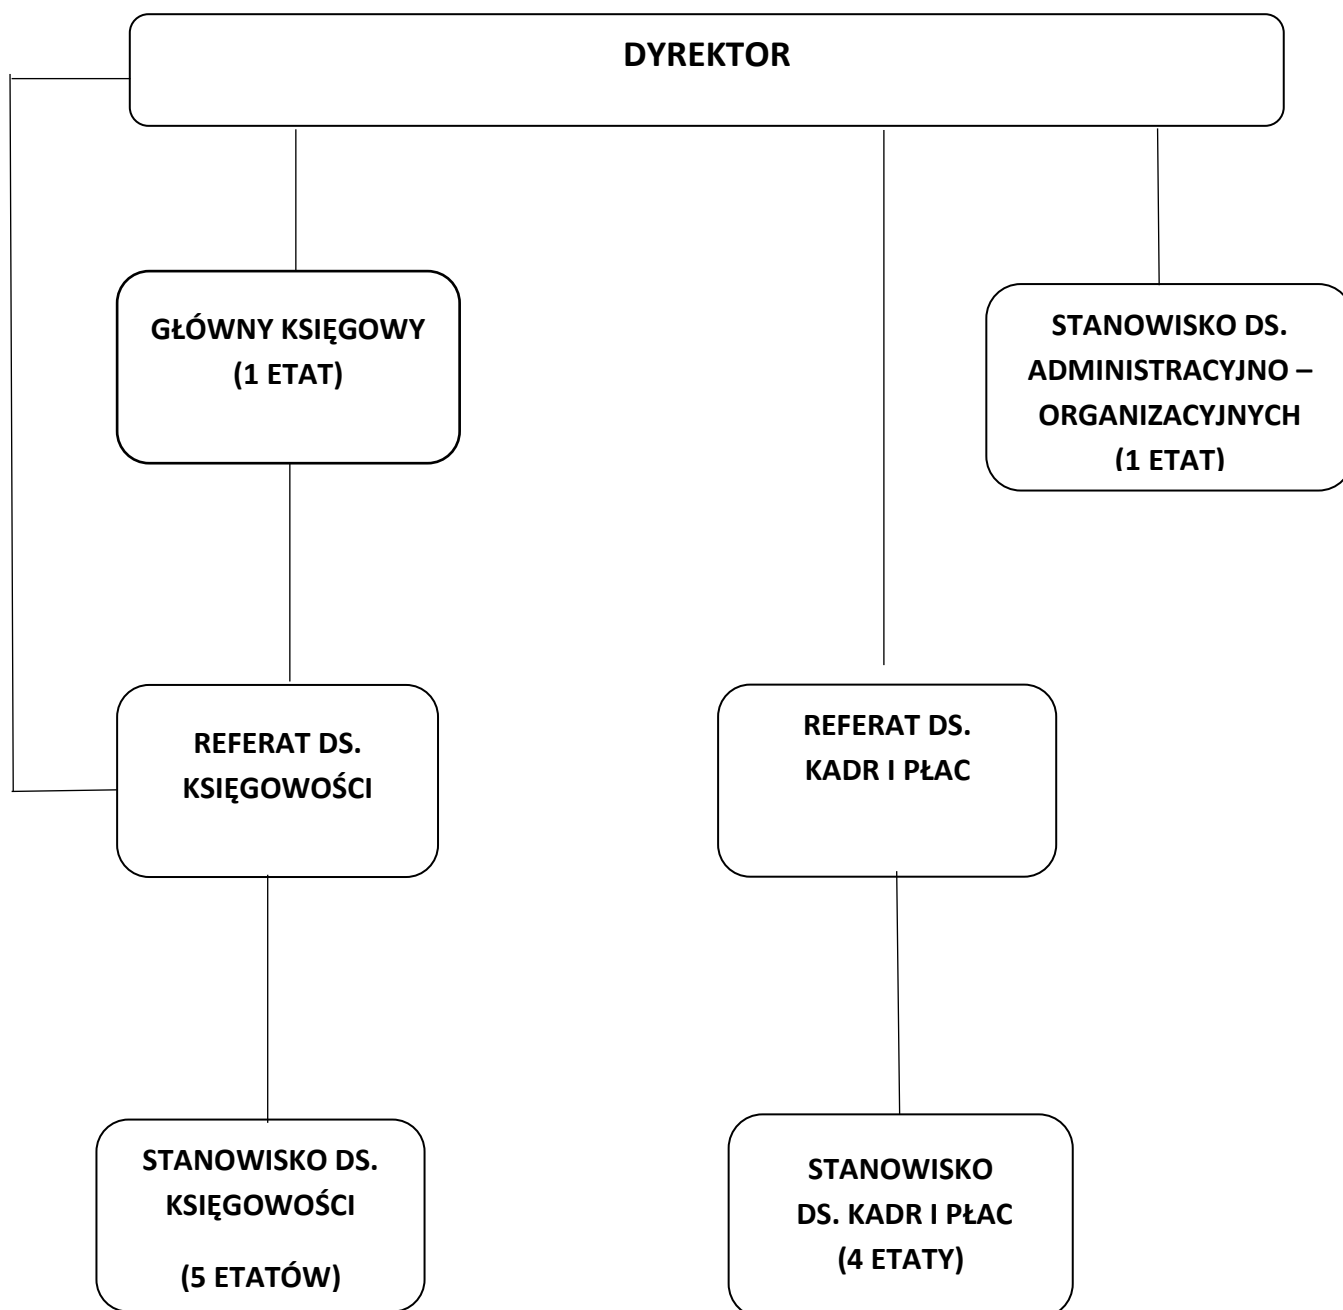 DYREKTOR
GŁÓWNY KSIĘGOWY
(1 ETAT)
STANOWISKO DS.
ADMINISTRACYJNO –
ORGANIZACYJNYCH
(1 ETAT)
REFERAT DS.
KSIĘGOWOŚCI
REFERAT DS.
KADR I PŁAC
STANOWISKO DS.
KSIĘGOWOŚCI
(5 ETATÓW)
STANOWISKO
DS. KADR I PŁAC
(4 ETATY)